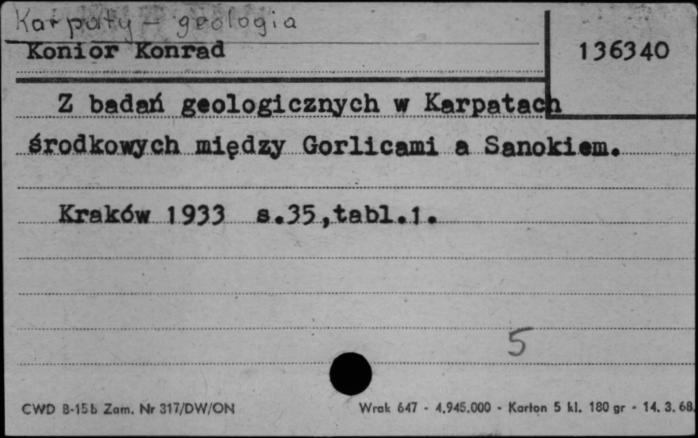 Karpaty - geologia
Konior Konrad
136340
Z badań geologicznych w Karpatach
środkowych między Gorlicami a Sanokiem.
Kraków 1933 s.35,tabl.1.
5
CWD B-15b Zam. Nr 317/DW/ON
Wrak 647 - 4.945.000 - Karton 5 kl. 180 gr - 14. 3. 68.